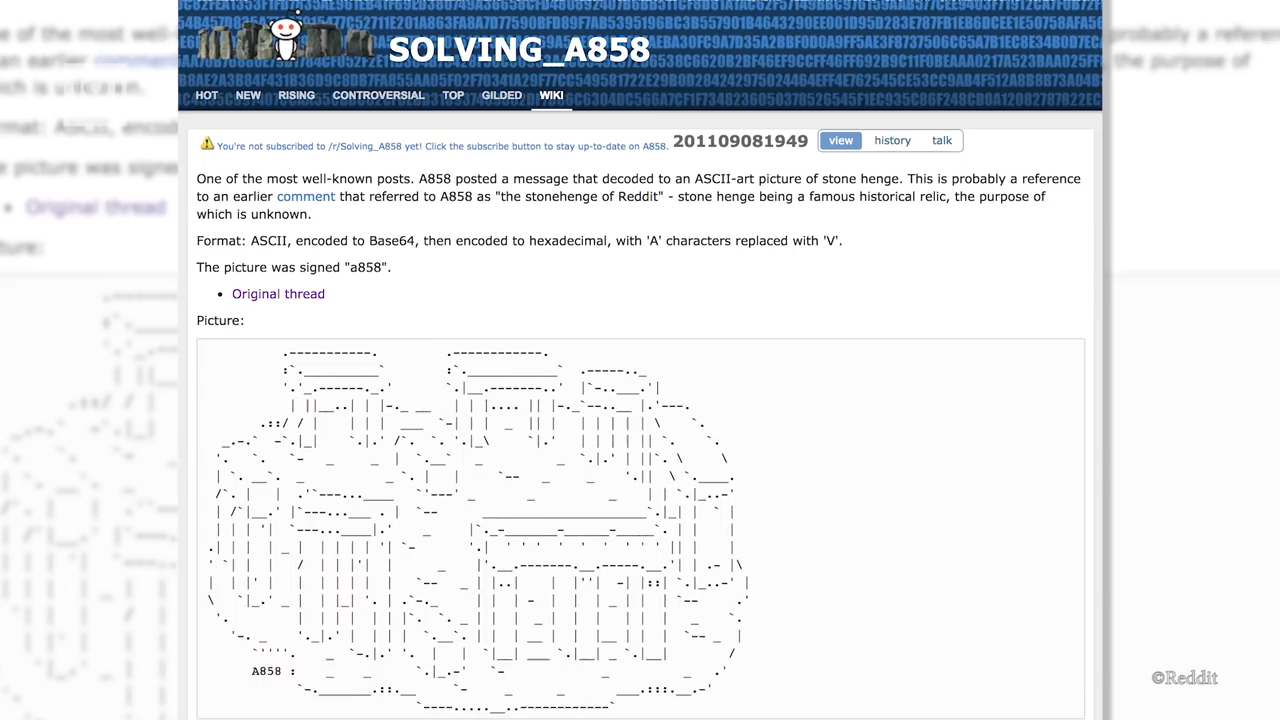 SOLVING_A858
HOT NEW RISING CONTROVERSIAL TOP GILDED WIKI
You're not subscribed to /r/Solving_A858 yet! Click the subscribe button to stay up-to-date on A858. 201109081949 view history talk
One of the most well-known posts. A858 posted a message that decoded to an ASCII-art picture of stone henge. This is probably a reference
to an earlier comment that referred to A858 as "the stonehenge of Reddit" - stone henge being a famous historical relic, the purpose of
which is unknown.
Format: ASCII, encoded to Base64, then encoded to hexadecimal, with 'A' characters replaced with 'V'.
The picture was signed "a858".
• Original thread
Picture:
A858 :
©Reddit